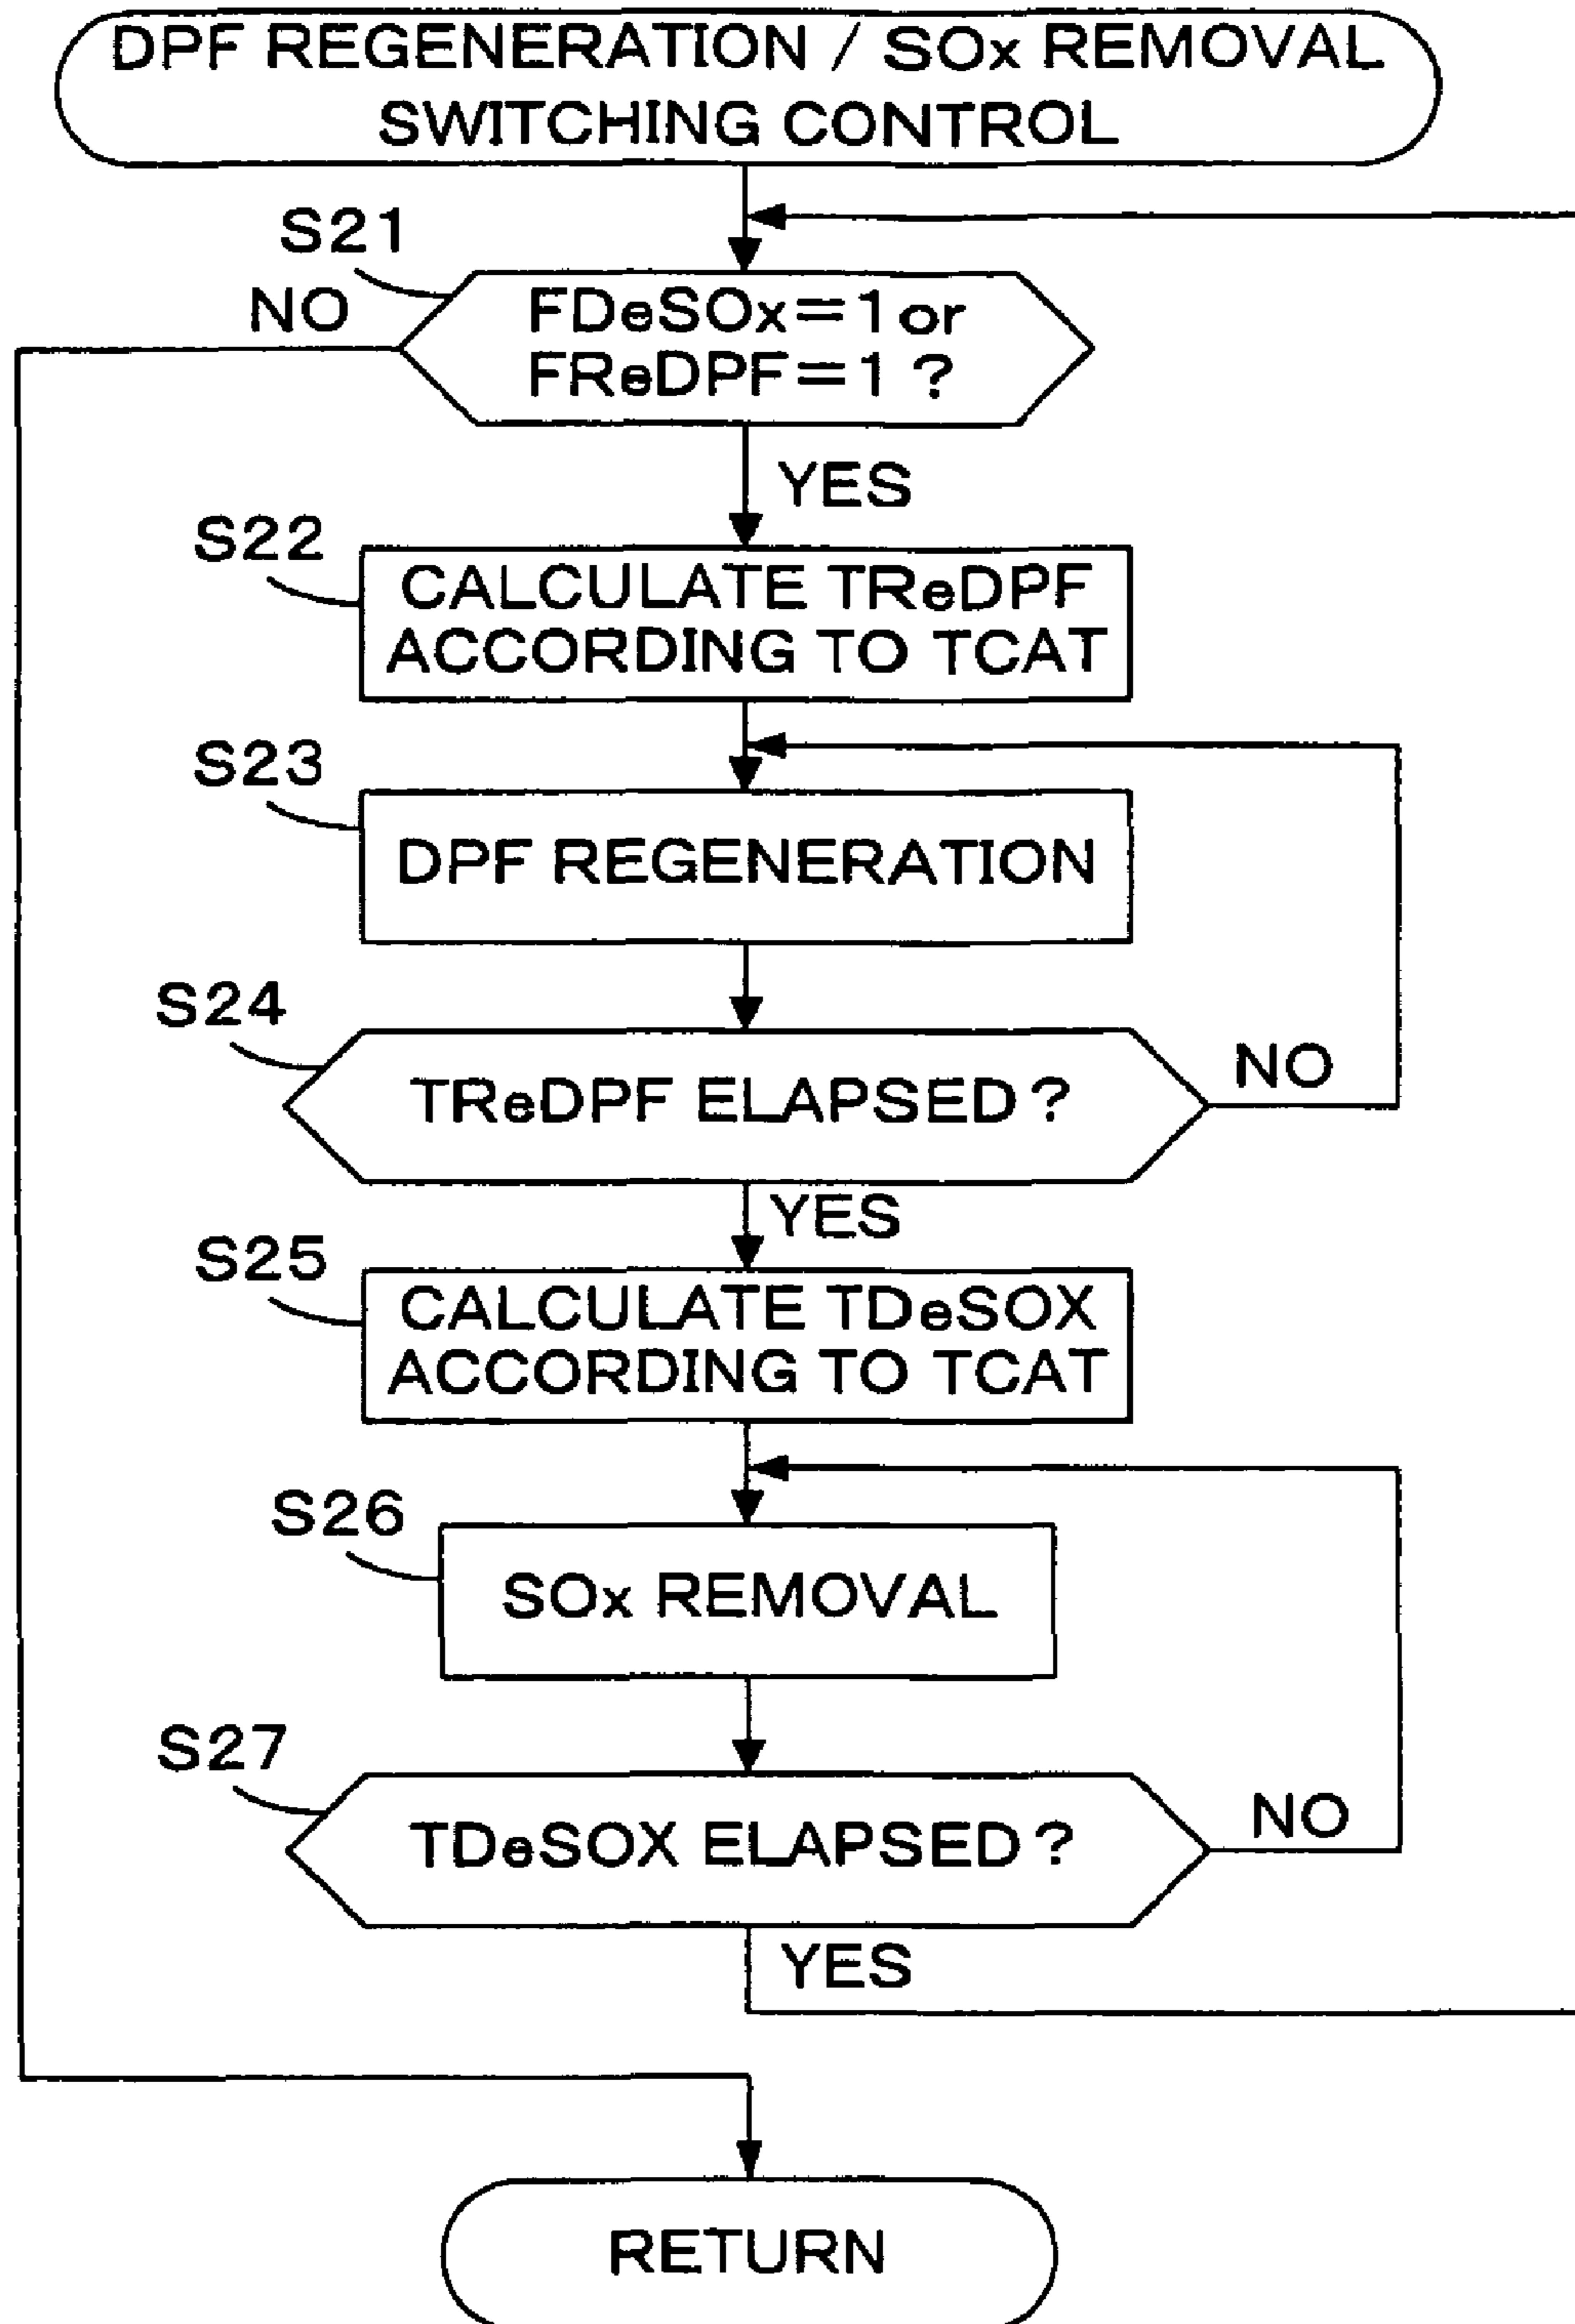 DPF REGENERATION / SOx REMOVAL
SWITCHING CONTROL
S21
NO
FDeSOx=1 or
FReDPF=1 ?
YES
S22
CALCULATE TReDPF
ACCORDING TO TCAT
S23
DPF REGENERATION
S24
TReDPF ELAPSED ?
NO
YES
S25
CALCULATE TDeSOX
ACCORDING TO TCAT
S26
SOx REMOVAL
S27
TDeSOX ELAPSED ?
NO
YES
RETURN